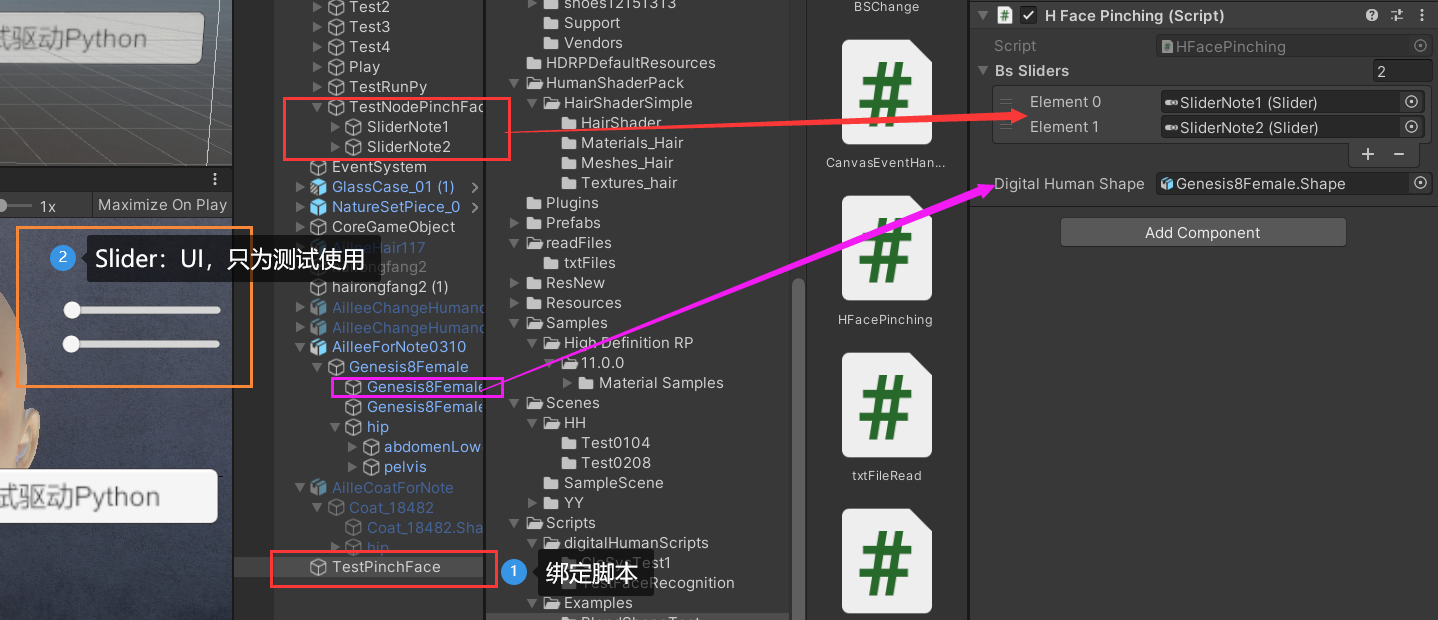 试驱动Python
1x
Maximize On Play
2
Slider：UI，只为测试使用
试驱动Python
Test2
Test3
Test4
Play
TestRunPy
TestNodePinchFac
SliderNote1
SliderNote2
EventSystem
GlassCase_01 (1)
NatureSetPiece_0
CoreGameObject
AilleeHair117
hairongfang2
hairongfang2 (1)
AilleeChangeHumano
AilleeChangeHumano
AilleeForNote0310
Genesis8Female
Genesis8Female
Genesis8Female
hip
abdomenLow
pelvis
AilleCoatForNote
Coat_18482
Coat_18482.Sha
hip
TestPinchFace
1
绑定脚本
shoes12151313
Support
Vendors
HDRPDefaultResources
HumanShaderPack
HairShaderSimple
HairShader
Materials_Hair
Meshes_Hair
Textures_hair
Plugins
Prefabs
readFiles
txtFiles
ResNew
Resources
Samples
High Definition RP
11.0.0
Material Samples
Scenes
HH
Test0104
Test0208
SampleScene
YY
Scripts
digitalHumanScripts
TestFaceRecognition
Examples
BlendShapeTest
BSChange
#
CanvasEventHan...
#
HFacePinching
#
txtFileRead
#
# H Face Pinching (Script)
Script
# HFacePinching
Bs Sliders
2
Element 0
SliderNote1 (Slider)
Element 1
SliderNote2 (Slider)
+ −
Digital Human Shape
Genesis8Female.Shape
Add Component